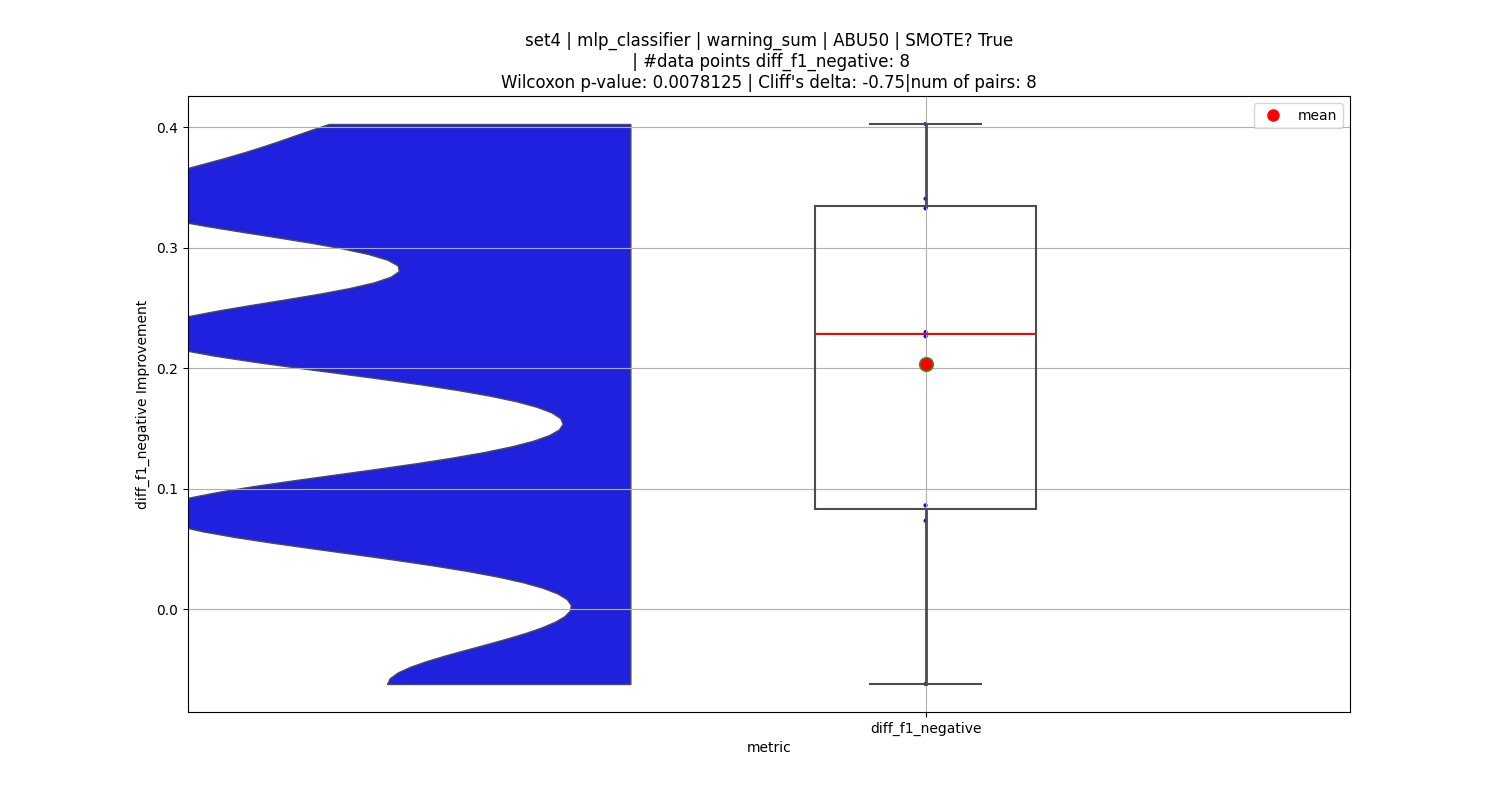 set4 | mlp_classifier | warning_sum | ABU50 | SMOTE? True
| #data points diff_f1_negative: 8
Wilcoxon p-value: 0.0078125 | Cliff's delta: -0.75|num of pairs: 8
mean
0.4
0.3
0.2
0.1
0.0
diff_f1_negative Improvement
diff_f1_negative
metric